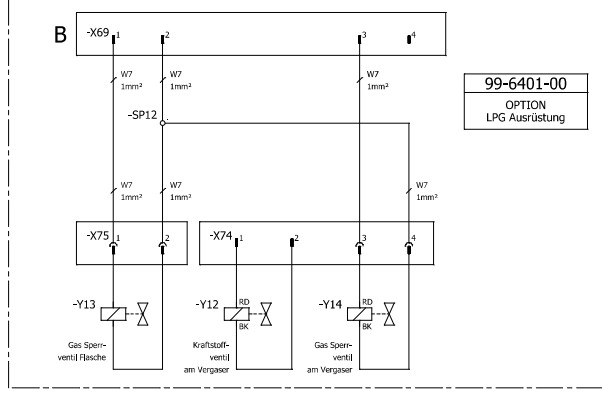 B
-X69 1 2 3 4
W7 W7 W7
1mm² 1mm² 1mm²
99-6401-00
OPTION
LPG Ausrüstung
-SP12
W7 W7 W7
1mm² 1mm² 1mm²
-X75 1 2 -X74 1 2 3 4
-Y13 -Y12 RD -Y14 RD
BK BK
Gas Sperr- Kraftstoff- Gas Sperr-
ventil Flasche ventil ventil
am Vergaser am Vergaser